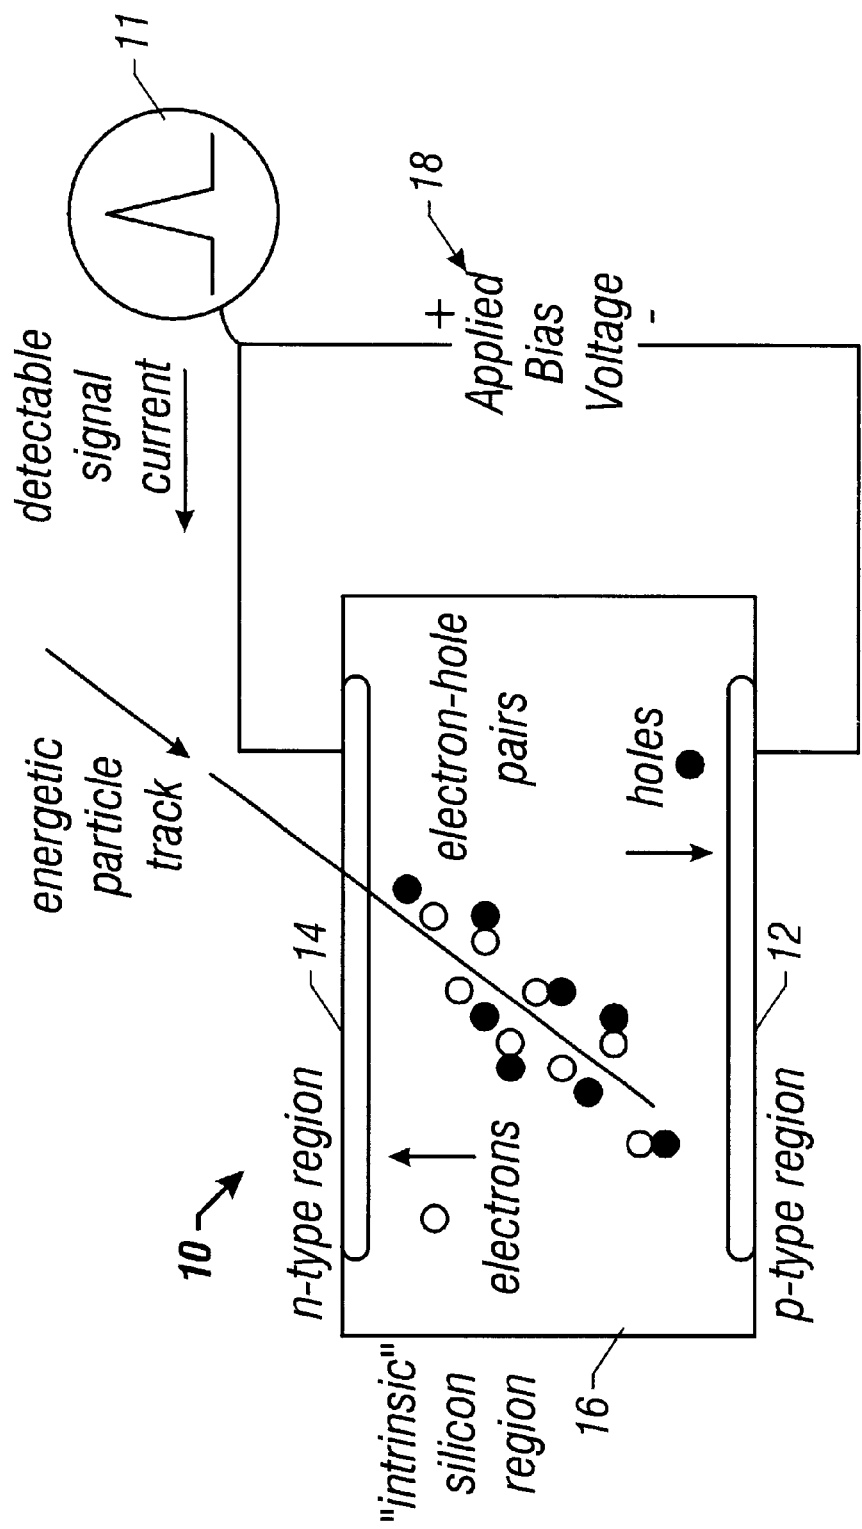 energetic
particle
track
detectable
signal
current
11
10
n-type region
14
electrons
electron-hole
pairs
holes
+
Applied
Bias
Voltage
-
18
"intrinsic"
silicon
region
16
p-type region
12